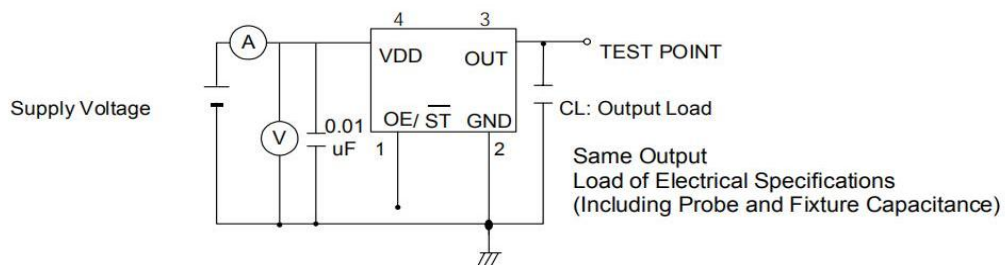 4
3
A
VDD
OUT
TEST POINT
Supply Voltage
CL: Output Load
V
0.01
uF
OE/ ST
GND
1
2
Same Output
Load of Electrical Specifications
(Including Probe and Fixture Capacitance)